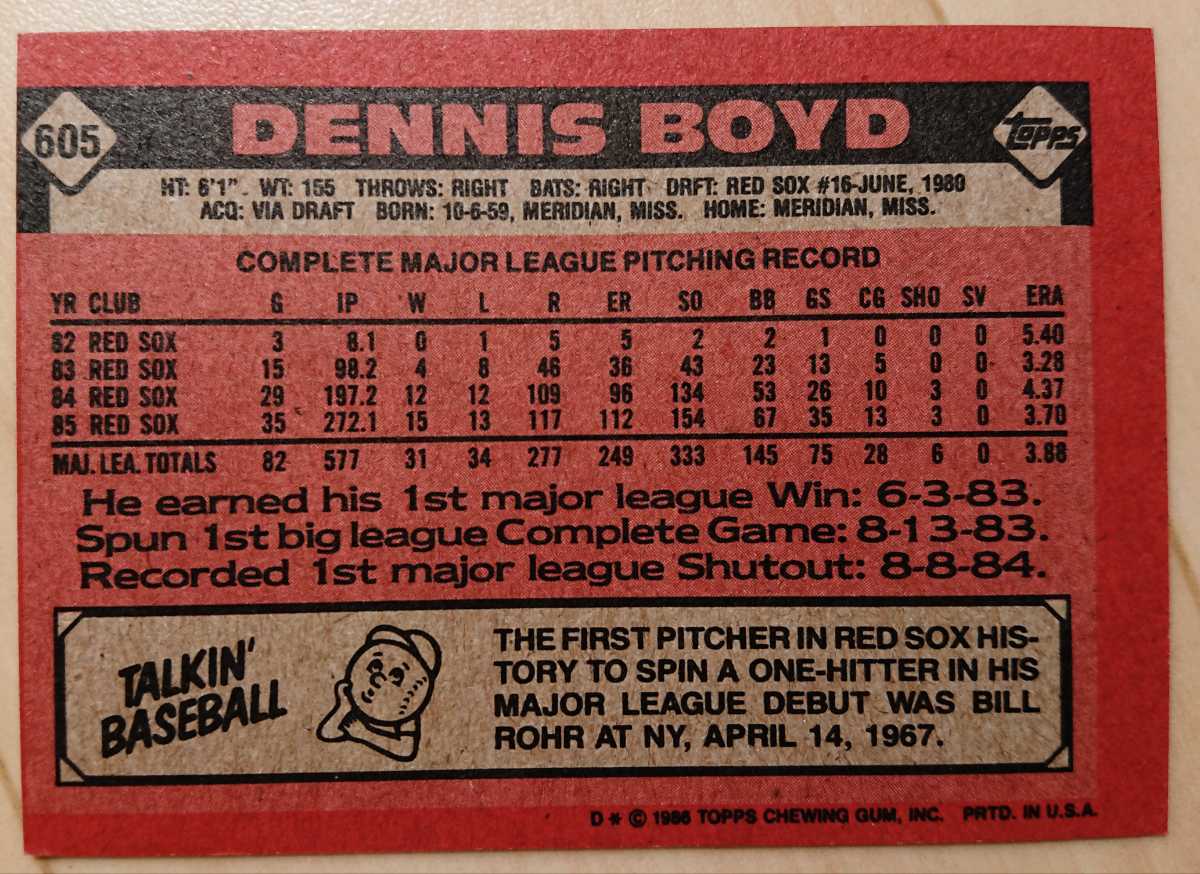 605
DENNIS BOYD
TOPPS
HT: 6'1". WT: 155 THROWS: RIGHT BATS: RIGHT DRFT: RED SOX #16-JUNE, 1980
ACQ: VIA DRAFT BORN: 10-6-59, MERIDIAN, MISS. HOME: MERIDIAN, MISS.
COMPLETE MAJOR LEAGUE PITCHING RECORD
YR CLUB G IP W L R ER SO BB GS CG SHO SV ERA
82 RED SOX 3 8.1 0 1 5 5 2 2 1 0 0 0 5.40
83 RED SOX 15 98.2 4 8 46 36 43 23 13 5 0 0 3.28
84 RED SOX 29 197.2 12 12 109 96 134 53 26 10 3 0 4.37
85 RED SOX 35 272.1 15 13 117 112 154 67 35 13 3 0 3.70
MAJ. LEA. TOTALS 82 577 31 34 277 249 333 145 75 28 6 0 3.88
He earned his 1st major league Win: 6-3-83.
Spun 1st big league Complete Game: 8-13-83.
Recorded 1st major league Shutout: 8-8-84.
TALKIN'
BASEBALL
THE FIRST PITCHER IN RED SOX HIS-
TORY TO SPIN A ONE-HITTER IN HIS
MAJOR LEAGUE DEBUT WAS BILL
ROHR AT NY, APRIL 14, 1967.
D * © 1986 TOPPS CHEWING GUM, INC. PRTD. IN U.S.A.